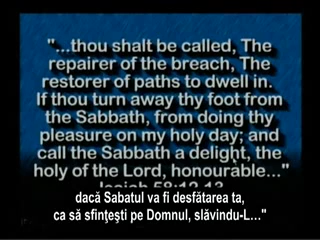 "...thou shalt be called, The
repairer of the breach, The
restorer of paths to dwell in.
If thou turn away thy foot from
the Sabbath, from doing thy
pleasure on my holy day; and
call the Sabbath a delight, the
holy of the Lord, honourable..."
Isaiah 58:12,13
dacă Sabatul va fi desfătarea ta,
ca să sfinţeşti pe Domnul, slăvindu-L…"